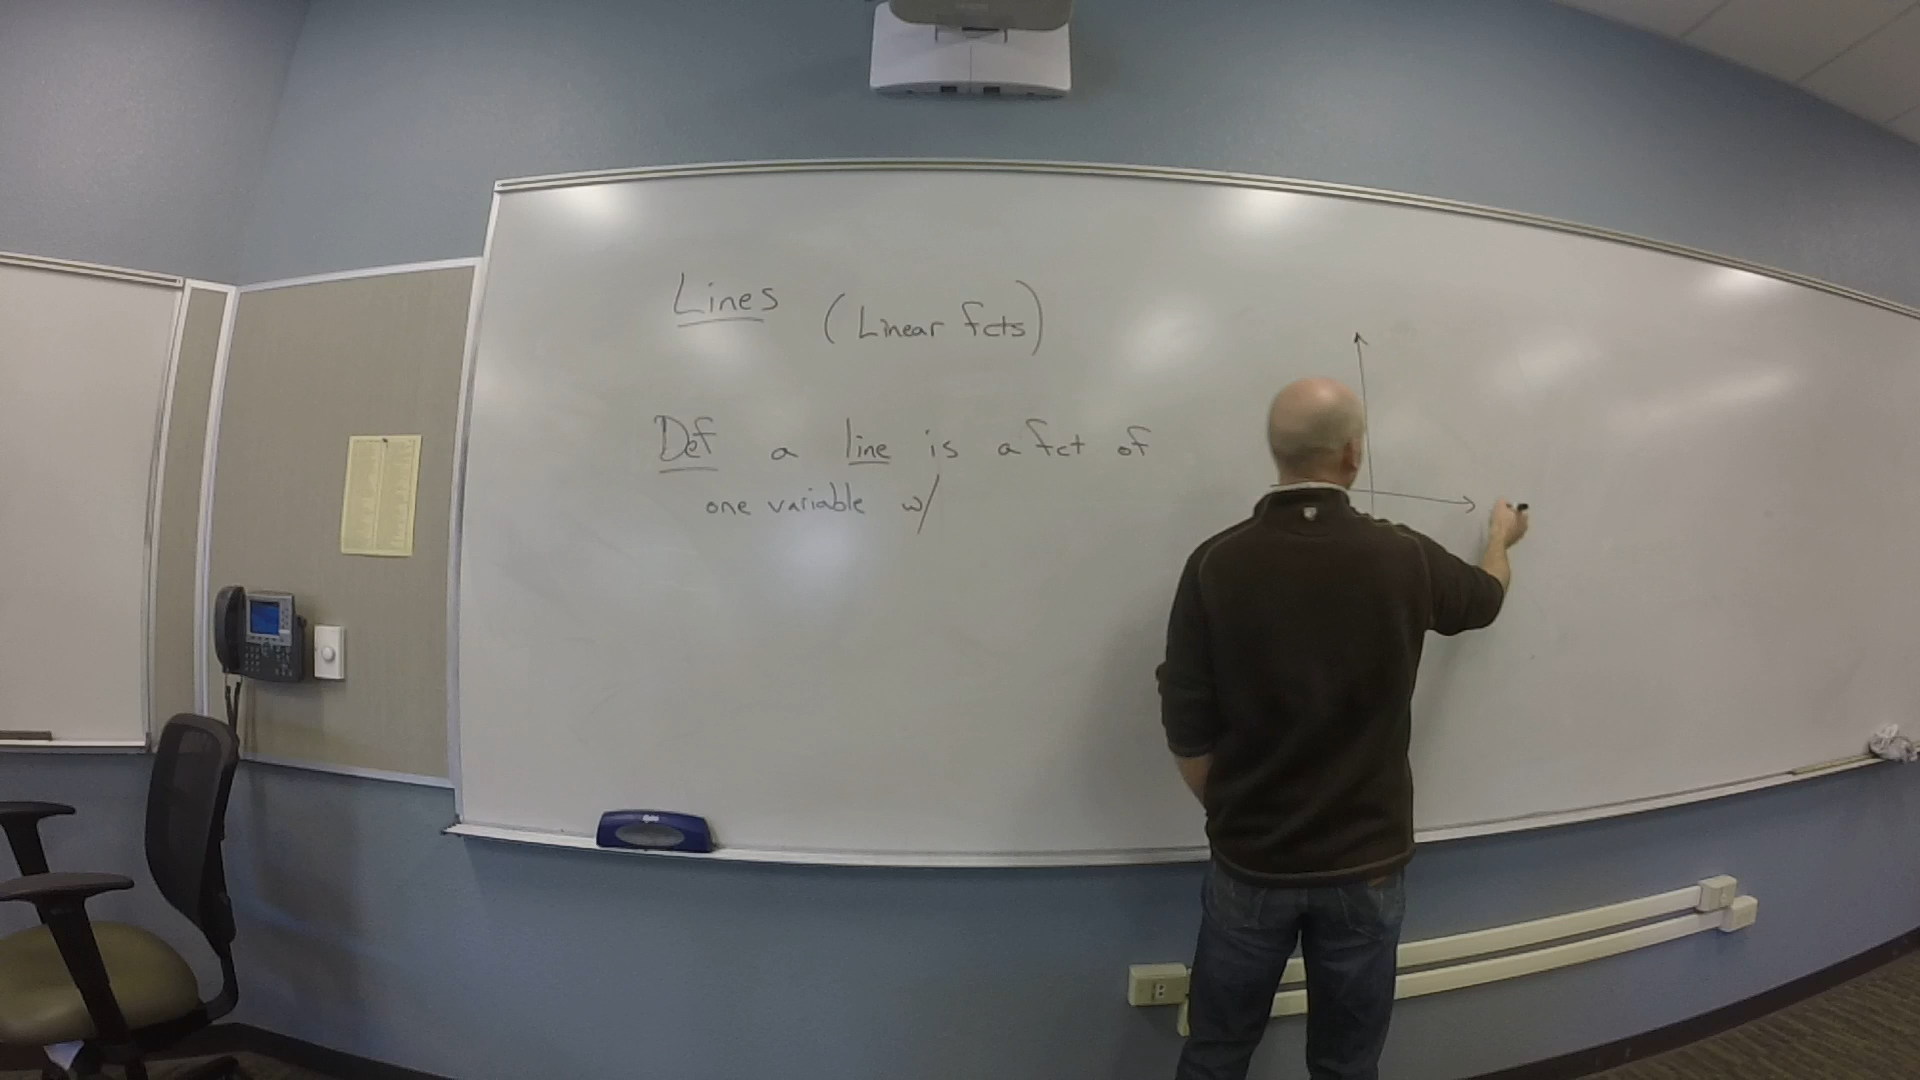 Lines (Linear fcts)
Def a line is a fct of
one variable w/